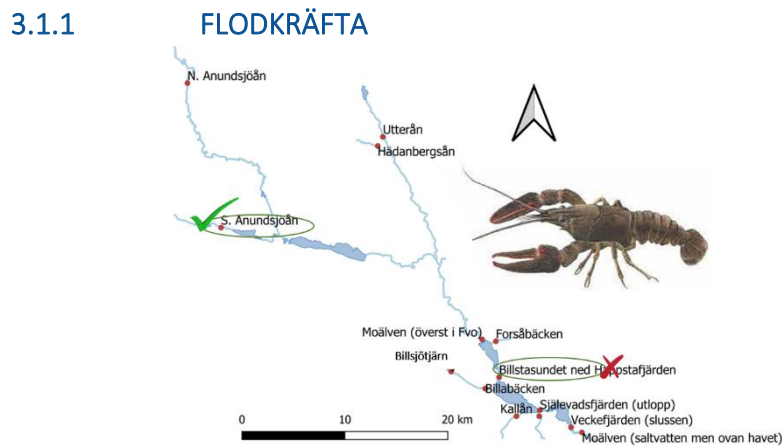 3.1.1 FLODKRÄFTA
N. Anundsjöån
Utterån
Hädanbergsån
S. Anundsjöån
Moälven (överst i Fvo)
Forsåbäcken
Billsjötjärn
Billstasundet ned Happstafjärden
Billabäcken
Kallån
Själevadsfjärden (utlopp)
Veckefjärden (slussen)
Moälven (saltvatten men ovan havet)
0 10 20 km